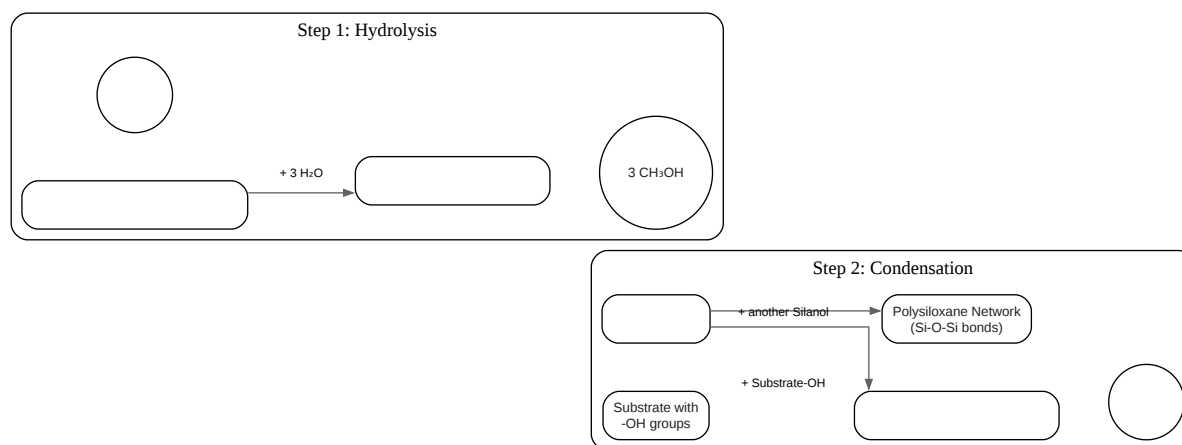 Step 1: Hydrolysis
+ 3 H₂O
3 CH₃OH
Step 2: Condensation
+ another Silanol
Polysiloxane Network
(Si-O-Si bonds)
+ Substrate-OH
Substrate with
-OH groups